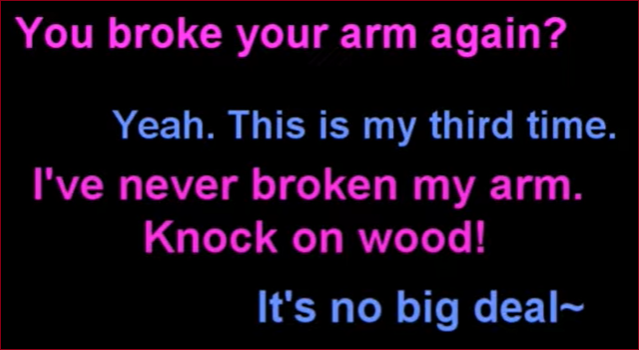 You broke your arm again?
Yeah. This is my third time.
I've never broken my arm.
Knock on wood!
It's no big deal~